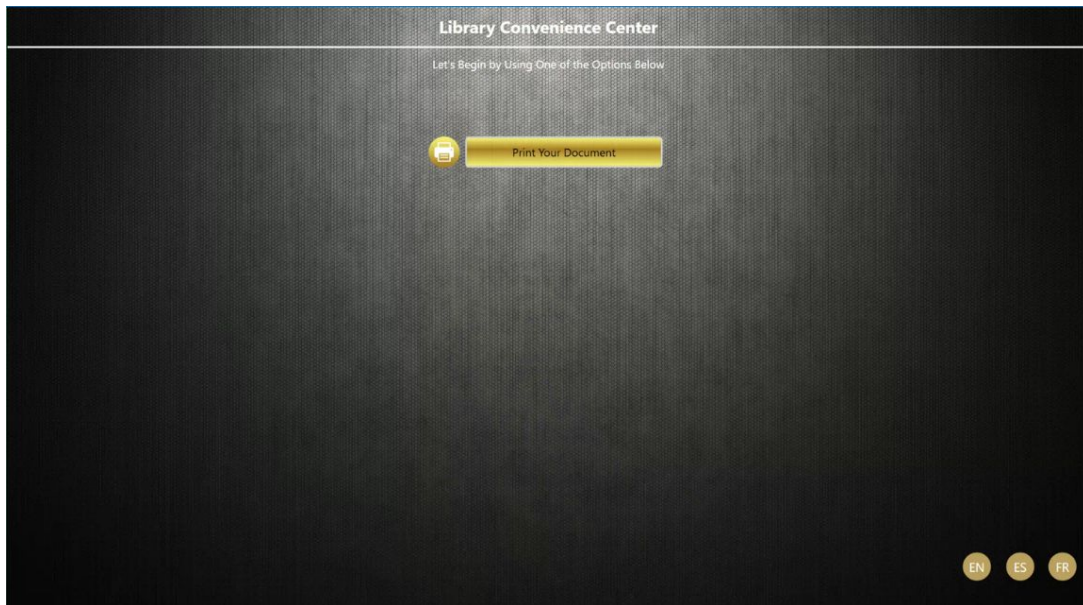 Library Convenience Center
Let's Begin by Using One of the Options Below
Print Your Document
EN ES FR